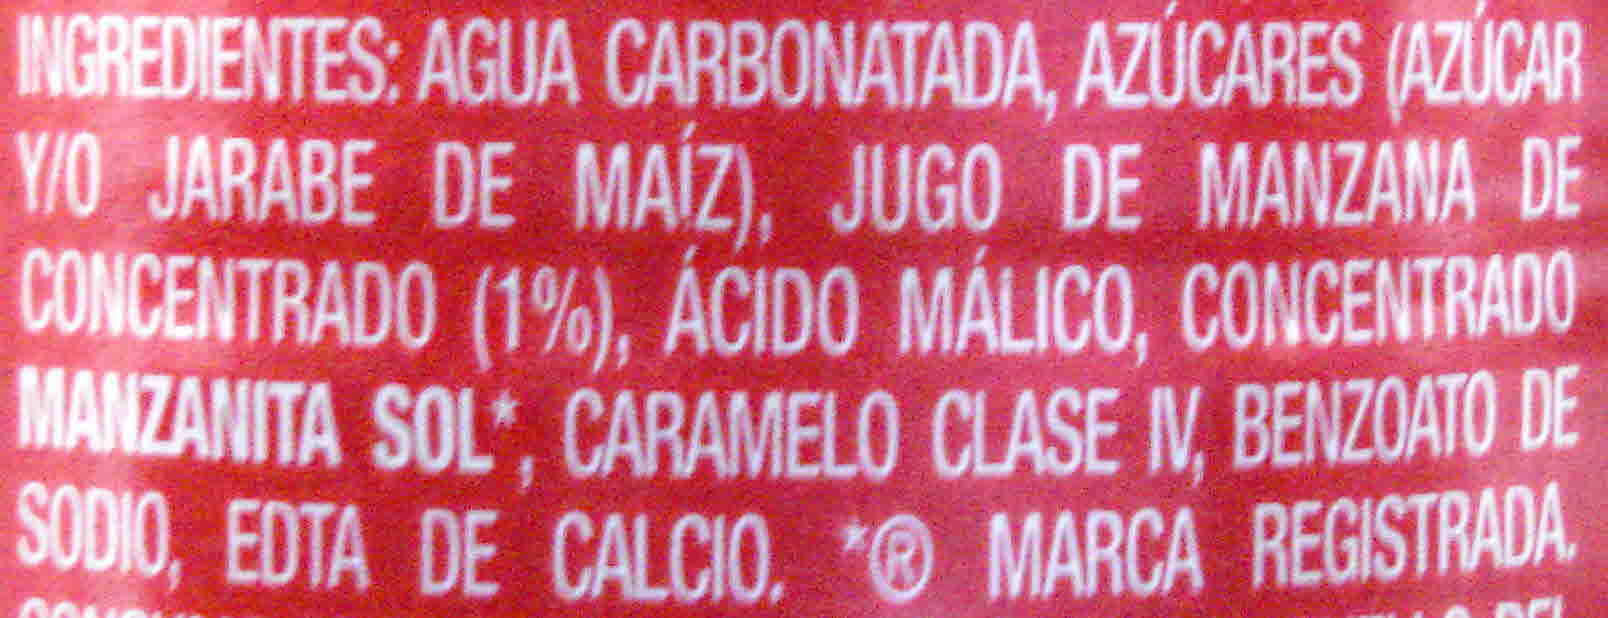 INGREDIENTES: AGUA CARBONATADA, AZÚCARES (AZÚCAR
Y/O JARABE DE MAÍZ), JUGO DE MANZANA DE
CONCENTRADO (1%), ÁCIDO MÁLICO, CONCENTRADO
MANZANITA SOL*, CARAMELO CLASE IV, BENZOATO DE
SODIO, EDTA DE CALCIO. *® MARCA REGISTRADA.
DEL